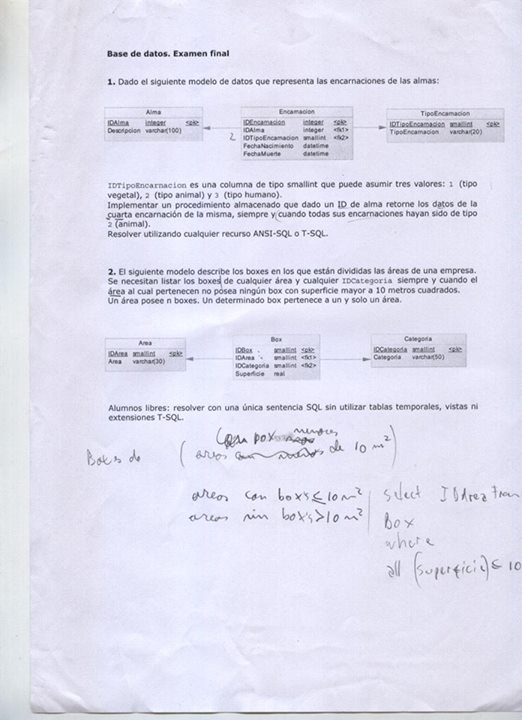 Base de datos. Examen final
1. Dado el siguiente modelo de datos que representa las encarnaciones de las almas:
Alma
IDAlma integer <pk>
Descripcion varchar(100)
2
Encarnacion
IDEncarnacion integer <pk>
IDAlma integer <fk1>
IDTipoEncarnacion smallint <fk2>
FechaNacimiento datetime
FechaMuerte datetime
TipoEncarnacion
IDTipoEncarnacion smallint <pk>
TipoEncarnacion varchar(20)
IDTipoEncarnacion es una columna de tipo smallint que puede asumir tres valores: 1 (tipo
vegetal), 2 (tipo animal) y 3 (tipo humano).
Implementar un procedimiento almacenado que dado un ID de alma retorne los datos de la
cuarta encarnación de la misma, siempre y cuando todas sus encarnaciones hayan sido de tipo
2 (animal).
Resolver utilizando cualquier recurso ANSI-SQL o T-SQL.
2. El siguiente modelo describe los boxes en los que están divididas las áreas de una empresa.
Se necesitan listar los boxes de cualquier área y cualquier IDCategoria siempre y cuando el
área al cual pertenecen no posea ningún box con superficie mayor a 10 metros cuadrados.
Un área posee n boxes. Un determinado box pertenece a un y solo un área.
Area
IDArea smallint <pk>
Area varchar(30)
Box
IDBox smallint <pk>
IDArea smallint <fk1>
IDCategoria smallint <fk2>
Superficie real
Categoria
IDCategoria smallint <pk>
Categoria varchar(50)
Alumnos libres: resolver con una única sentencia SQL sin utilizar tablas temporales, vistas ni
extensiones T-SQL.
con box menores
Boxes de ( areas de 10 m²)
areas con box's ≤ 10 m²
areas sin box's > 10 m²
select IDArea from
Box
where
all (superficie) ≤ 10